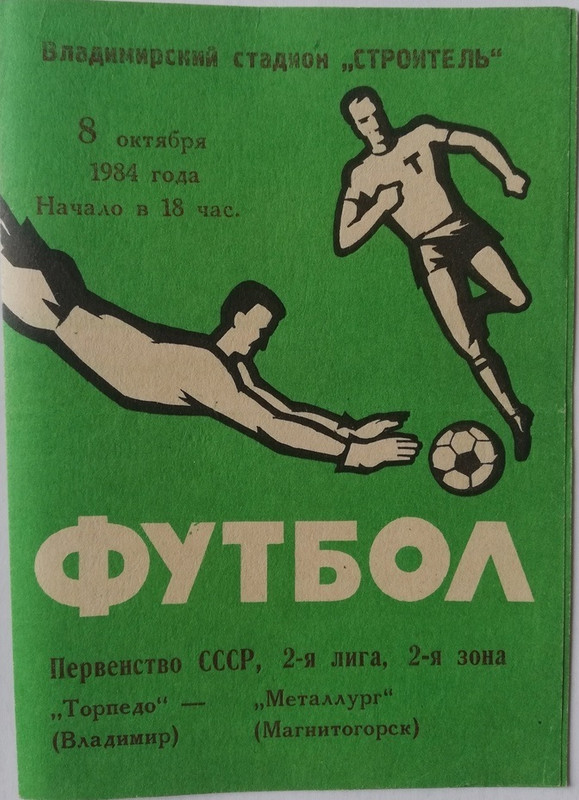 Владимирский стадион „СТРОИТЕЛЬ“
8 октября
1984 года
Начало в 18 час.
Т
ФУТБОЛ
Первенство СССР, 2-я лига, 2-я зона
„Торпедо“ — „Металлург“
(Владимир) (Магнитогорск)